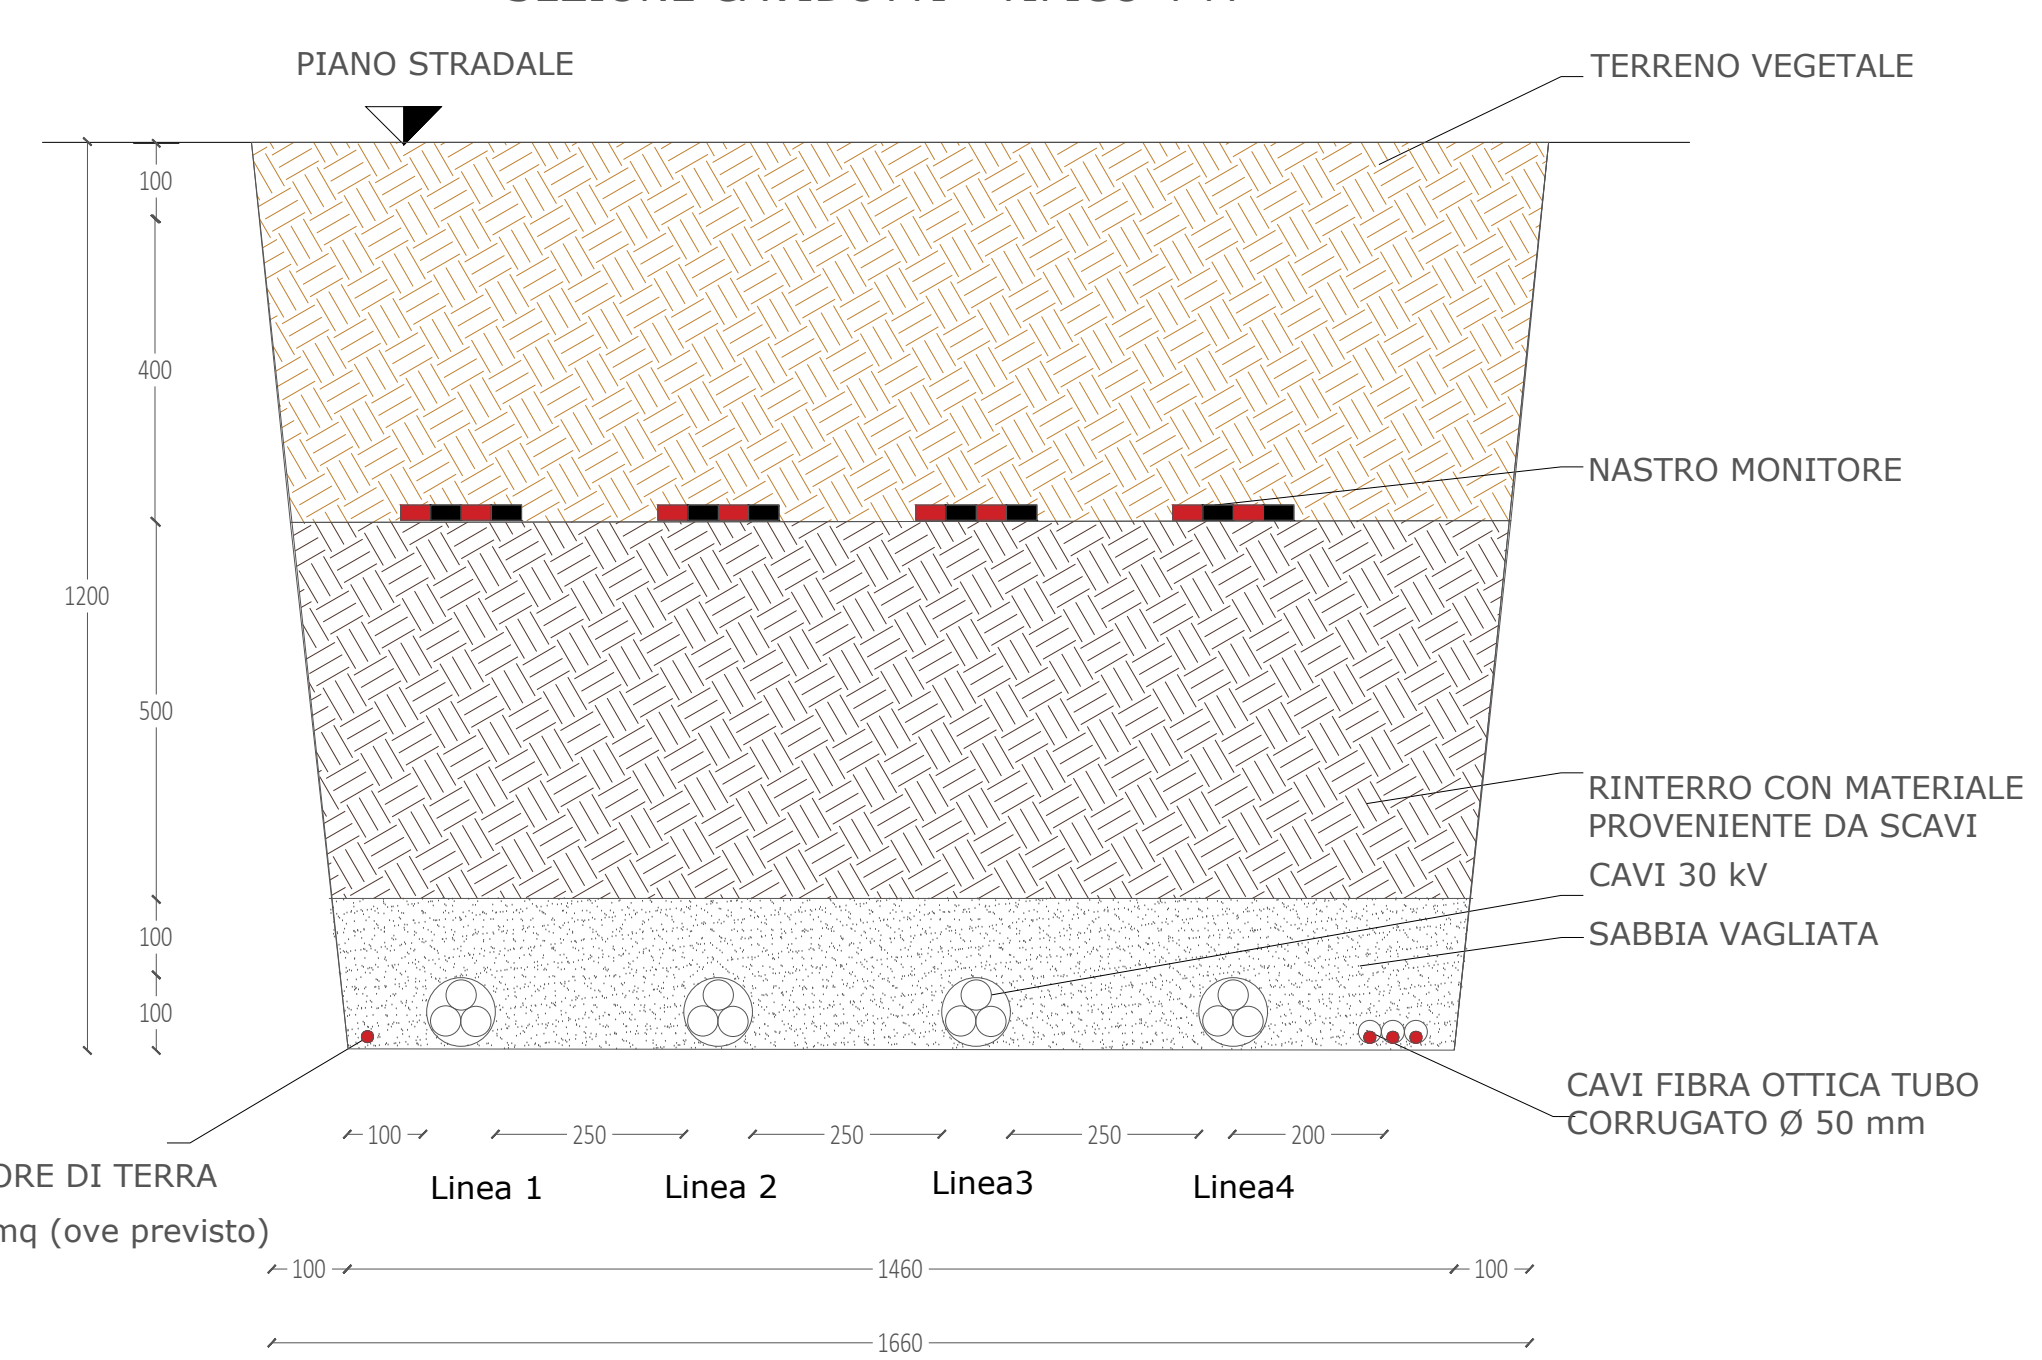 PIANO STRADALE
TERRENO VEGETALE
100
400
NASTRO MONITORE
1200
500
RINTERRO CON MATERIALE
PROVENIENTE DA SCAVI
CAVI 30 kV
100
SABBIA VAGLIATA
100
CAVI FIBRA OTTICA TUBO
CORRUGATO Ø 50 mm
100 250 250 250 200
DI TERRA
Linea 1 Linea 2 Linea3 Linea4
(ove previsto)
100 1460 100
1660